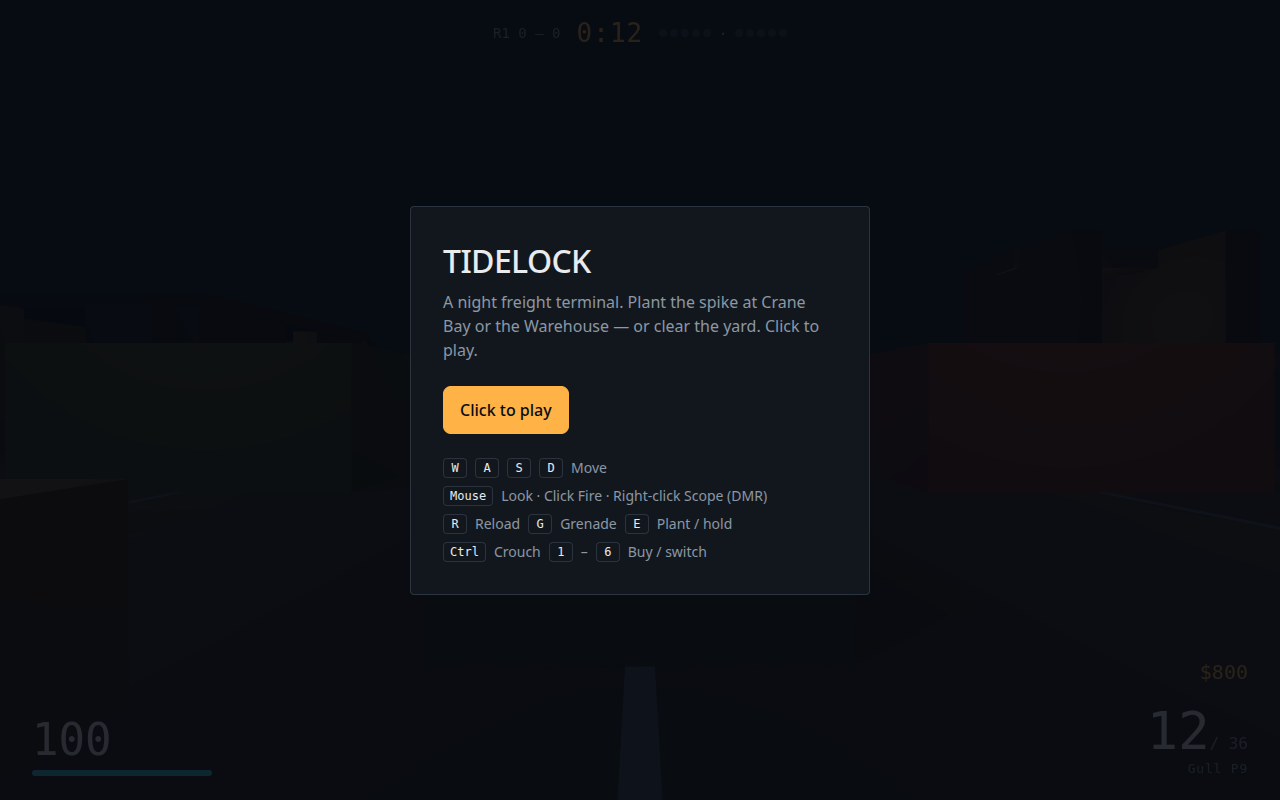 R1 0 – 0 0:12 ·
TIDELOCK
A night freight terminal. Plant the spike at Crane
Bay or the Warehouse — or clear the yard. Click to
play.
Click to play
W A S D Move
Mouse Look · Click Fire · Right-click Scope (DMR)
R Reload G Grenade E Plant / hold
Ctrl Crouch 1 – 6 Buy / switch
$800
100
12 / 36
Gull P9